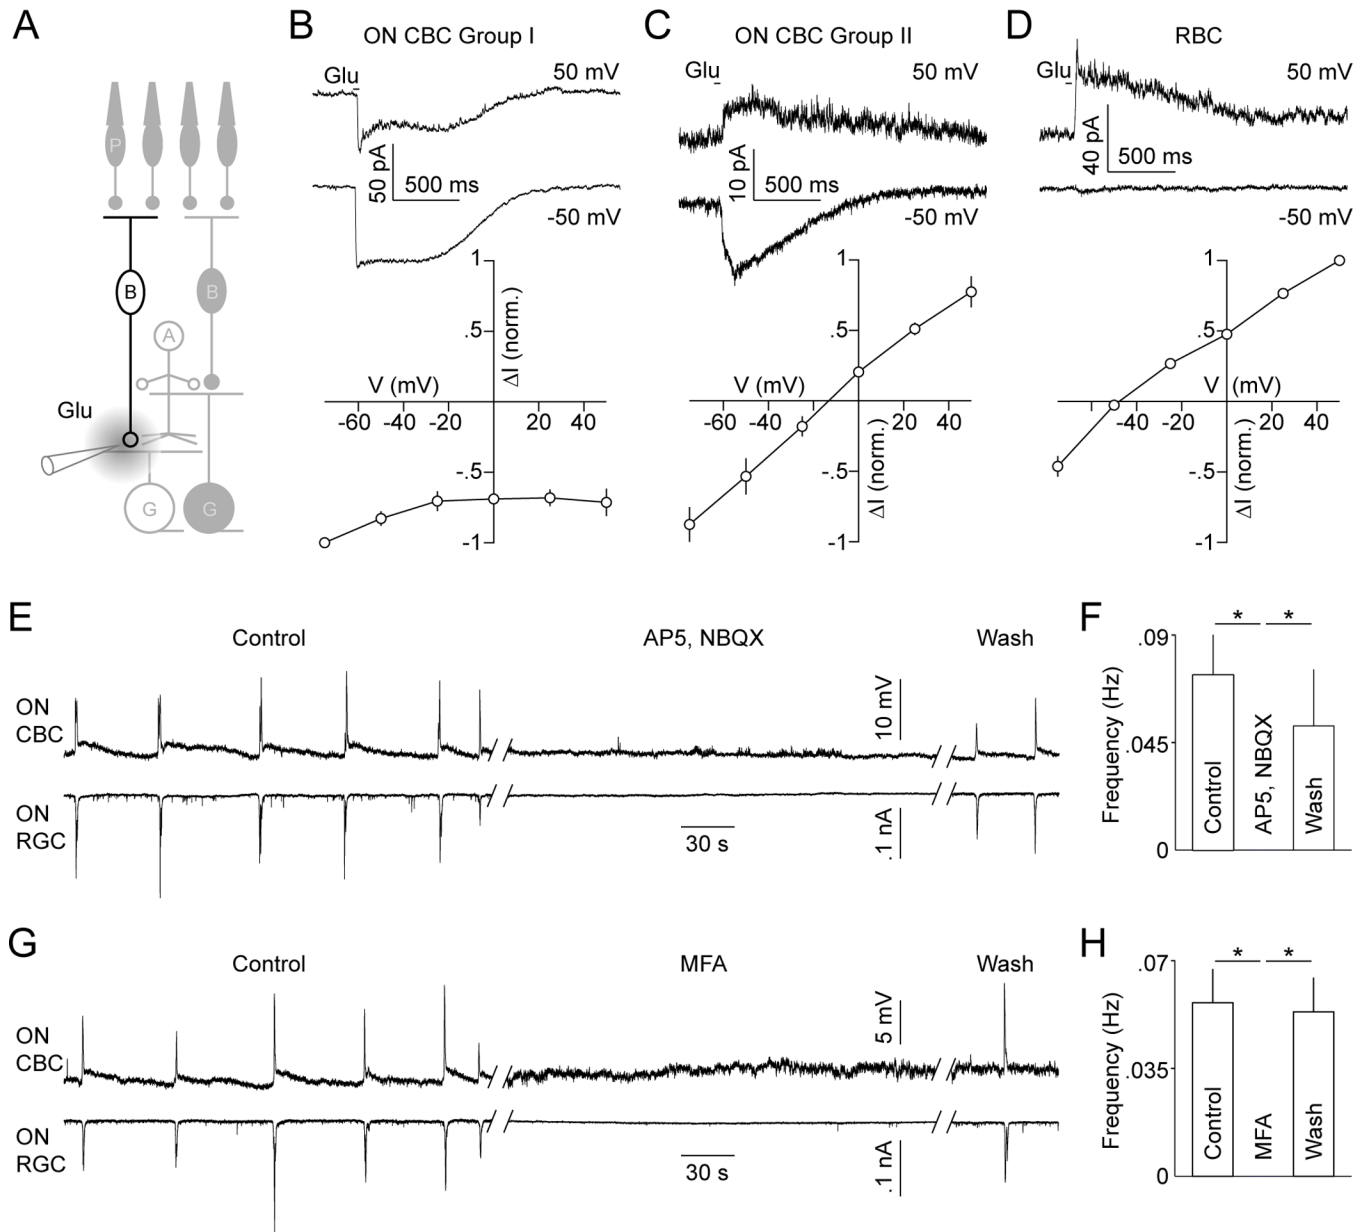 A
B
C
D
ON CBC Group I
ON CBC Group II
RBC
Glu
50 mV
50 pA
500 ms
-50 mV
Glu
50 mV
10 pA
500 ms
-50 mV
Glu
50 mV
40 pA
500 ms
-50 mV
P
B
B
A
Glu
G
G
1
.5
ΔI (norm.)
V (mV)
-60 -40 20 40
-.5
-1
1
.5
ΔI (norm.)
V (mV)
-60 -40 20 40
-.5
-1
1
.5
V (mV)
-40 -20 20 40
-.5
ΔI (norm.)
-1
E
Control
AP5, NBQX
Wash
ON
CBC
10 mV
ON
RGC
30 s
.1 nA
F
* *
.09
.045
0
Frequency (Hz)
Control
AP5, NBQX
Wash
G
Control
MFA
Wash
ON
CBC
5 mV
ON
RGC
30 s
.1 nA
H
* *
.07
.035
0
Frequency (Hz)
Control
MFA
Wash